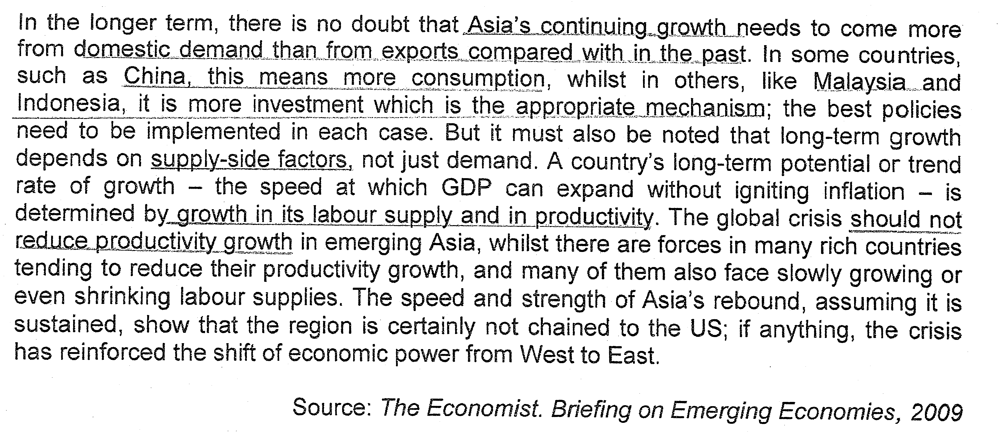 In the longer term, there is no doubt that Asia's continuing growth needs to come more
from domestic demand than from exports compared with in the past. In some countries,
such as China, this means more consumption, whilst in others, like Malaysia and
Indonesia, it is more investment which is the appropriate mechanism; the best policies
need to be implemented in each case. But it must also be noted that long-term growth
depends on supply-side factors, not just demand. A country's long-term potential or trend
rate of growth – the speed at which GDP can expand without igniting inflation – is
determined by growth in its labour supply and in productivity. The global crisis should not
reduce productivity growth in emerging Asia, whilst there are forces in many rich countries
tending to reduce their productivity growth, and many of them also face slowly growing or
even shrinking labour supplies. The speed and strength of Asia's rebound, assuming it is
sustained, show that the region is certainly not chained to the US; if anything, the crisis
has reinforced the shift of economic power from West to East.
Source: The Economist. Briefing on Emerging Economies, 2009